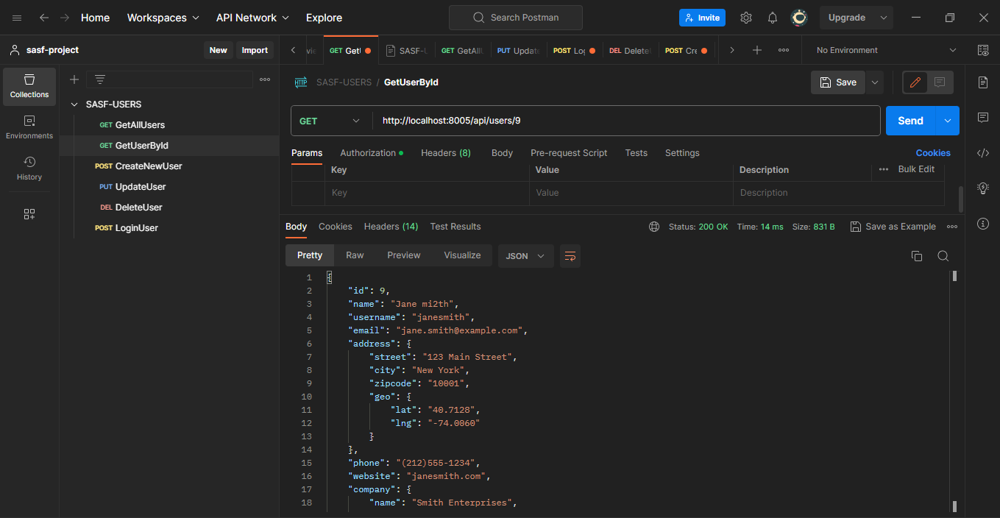 Home Workspaces API Network Explore Search Postman Invite Upgrade
sasf-project New Import vie GET Get SASF-U GET GetAllU PUT Update POST Log DEL Delete POST Cre No Environment
SASF-USERS / GetUserById Save
Collections
SASF-USERS
GET GetAllUsers
GET GetUserById
POST CreateNewUser
PUT UpdateUser
DEL DeleteUser
POST LoginUser
Environments
History
GET http://localhost:8005/api/users/9 Send
Params Authorization Headers (8) Body Pre-request Script Tests Settings Cookies
Key Value Description Bulk Edit
Key Value Description
Body Cookies Headers (14) Test Results Status: 200 OK Time: 14 ms Size: 831 B Save as Example
Pretty Raw Preview Visualize JSON
1 {
2 "id": 9,
3 "name": "Jane mi2th",
4 "username": "janesmith",
5 "email": "jane.smith@example.com",
6 "address": {
7 "street": "123 Main Street",
8 "city": "New York",
9 "zipcode": "10001",
10 "geo": {
11 "lat": "40.7128",
12 "lng": "-74.0060"
13 }
14 },
15 "phone": "(212)555-1234",
16 "website": "janesmith.com",
17 "company": {
18 "name": "Smith Enterprises",